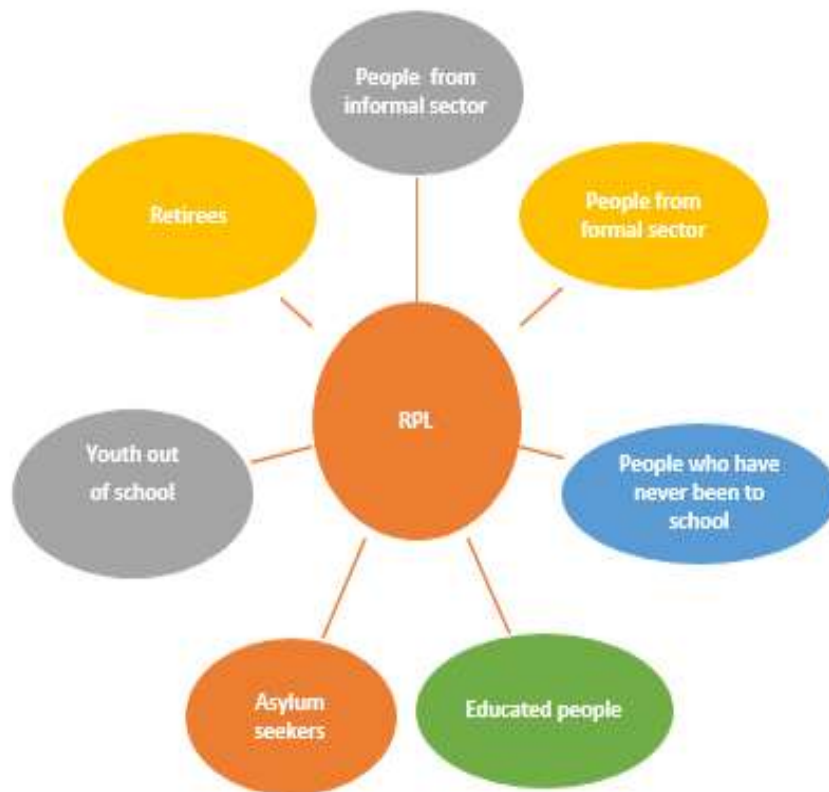 People from
informal sector
Retirees
People from
formal sector
RPL
Youth out
of school
People who have
never been to
school
Asylum
seekers
Educated people